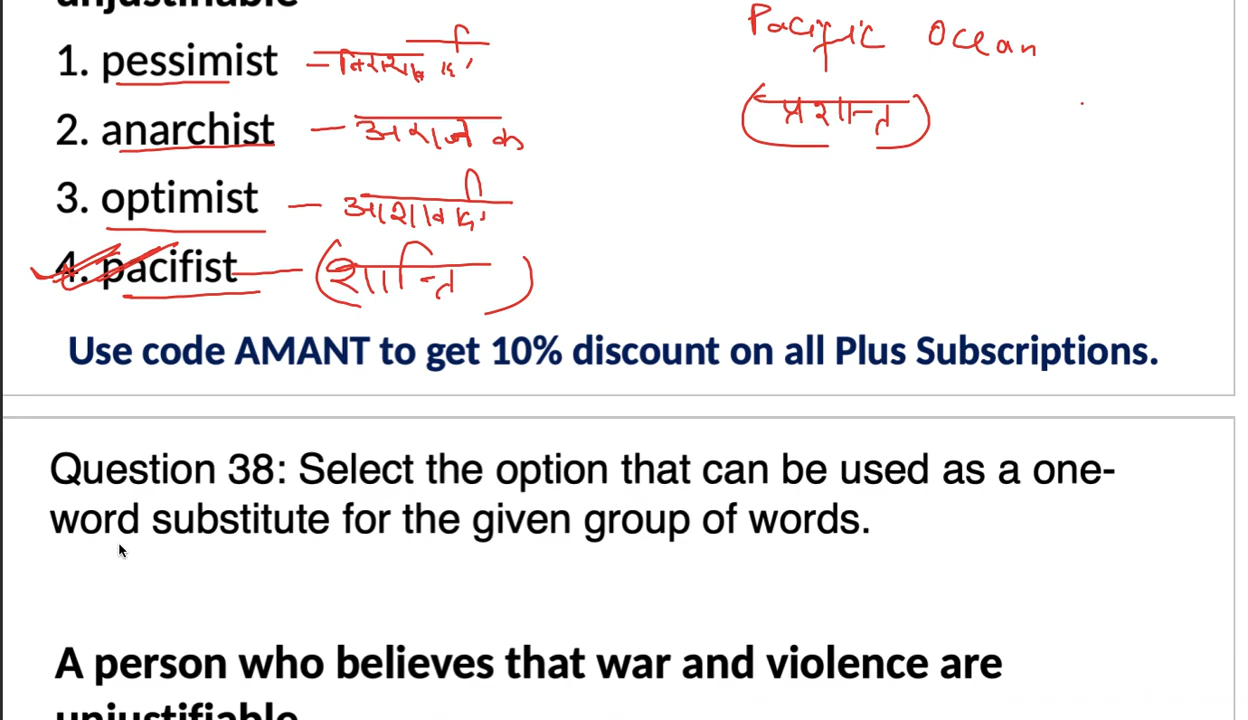 unjustifiable
1. pessimist – निराशावादी
Pacific Ocean
प्रशान्त
2. anarchist – अराजक
3. optimist – आशावादी
4. pacifist – (शान्ति)
Use code AMANT to get 10% discount on all Plus Subscriptions.
Question 38: Select the option that can be used as a one-
word substitute for the given group of words.
A person who believes that war and violence are
unjustifiable